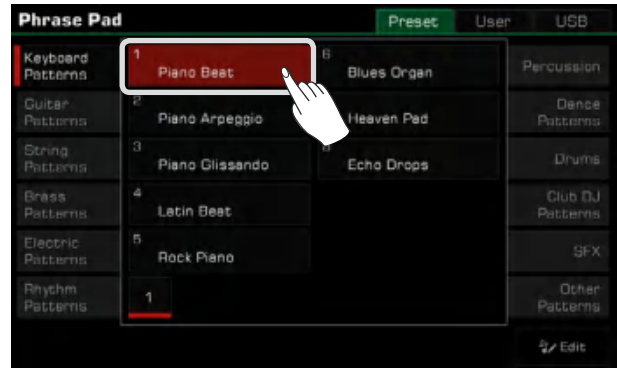 Phrase Pad
Preset
User
USB
Keyboard
Patterns
Guitar
Patterns
String
Patterns
Brass
Patterns
Electric
Patterns
Rhythm
Patterns
1
Piano Beat
2
Piano Arpeggio
3
Piano Glissando
4
Latin Beat
5
Rock Piano
6
Blues Organ
Heaven Pad
Echo Drops
1
Percussion
Dance
Patterns
Drums
Club DJ
Patterns
SFX
Other
Patterns
Edit